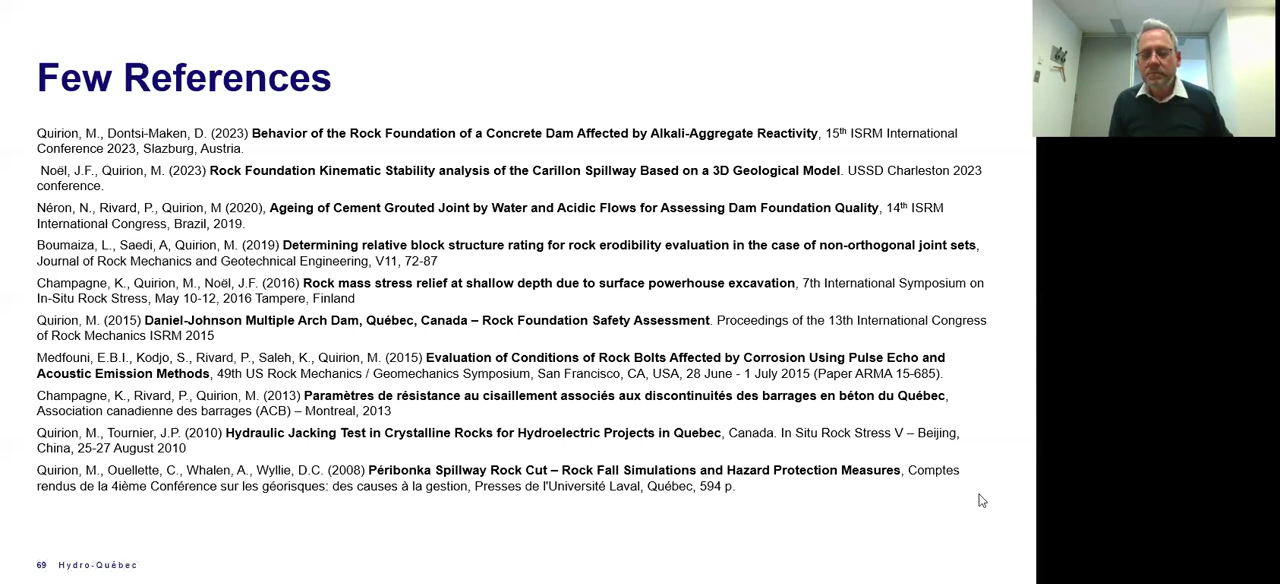 Few References
Quirion, M., Dontsi-Maken, D. (2023) Behavior of the Rock Foundation of a Concrete Dam Affected by Alkali-Aggregate Reactivity, 15th ISRM International
Conference 2023, Slazburg, Austria.
Noël, J.F., Quirion, M. (2023) Rock Foundation Kinematic Stability analysis of the Carillon Spillway Based on a 3D Geological Model. USSD Charleston 2023
conference.
Néron, N., Rivard, P., Quirion, M (2020), Ageing of Cement Grouted Joint by Water and Acidic Flows for Assessing Dam Foundation Quality, 14th ISRM
International Congress, Brazil, 2019.
Boumaiza, L., Saedi, A, Quirion, M. (2019) Determining relative block structure rating for rock erodibility evaluation in the case of non-orthogonal joint sets,
Journal of Rock Mechanics and Geotechnical Engineering, V11, 72-87
Champagne, K., Quirion, M., Noël, J.F. (2016) Rock mass stress relief at shallow depth due to surface powerhouse excavation, 7th International Symposium on
In-Situ Rock Stress, May 10-12, 2016 Tampere, Finland
Quirion, M. (2015) Daniel-Johnson Multiple Arch Dam, Québec, Canada – Rock Foundation Safety Assessment. Proceedings of the 13th International Congress
of Rock Mechanics ISRM 2015
Medfouni, E.B.I., Kodjo, S., Rivard, P., Saleh, K., Quirion, M. (2015) Evaluation of Conditions of Rock Bolts Affected by Corrosion Using Pulse Echo and
Acoustic Emission Methods, 49th US Rock Mechanics / Geomechanics Symposium, San Francisco, CA, USA, 28 June - 1 July 2015 (Paper ARMA 15-685).
Champagne, K., Rivard, P., Quirion, M. (2013) Paramètres de résistance au cisaillement associés aux discontinuités des barrages en béton du Québec,
Association canadienne des barrages (ACB) – Montreal, 2013
Quirion, M., Tournier, J.P. (2010) Hydraulic Jacking Test in Crystalline Rocks for Hydroelectric Projects in Quebec, Canada. In Situ Rock Stress V – Beijing,
China, 25-27 August 2010
Quirion, M., Ouellette, C., Whalen, A., Wyllie, D.C. (2008) Péribonka Spillway Rock Cut – Rock Fall Simulations and Hazard Protection Measures, Comptes
rendus de la 4ième Conférence sur les géorisques: des causes à la gestion, Presses de l'Université Laval, Québec, 594 p.
69 Hydro-Québec